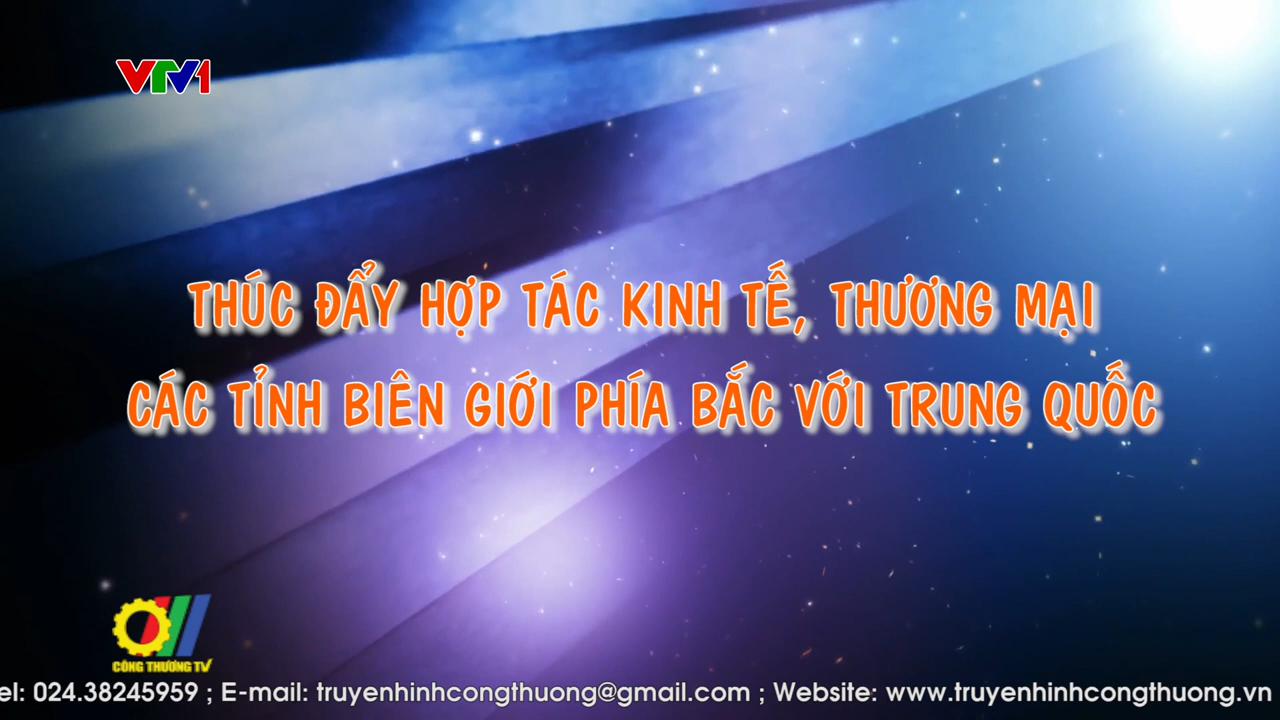 VTV1
THÚC ĐẨY HỢP TÁC KINH TẾ, THƯƠNG MẠI
CÁC TỈNH BIÊN GIỚI PHÍA BẮC VỚI TRUNG QUỐC
CÔNG THƯƠNG TV
el: 024.38245959 ; E-mail: truyenhinhcongthuong@gmail.com ; Website: www.truyenhinhcongthuong.vn